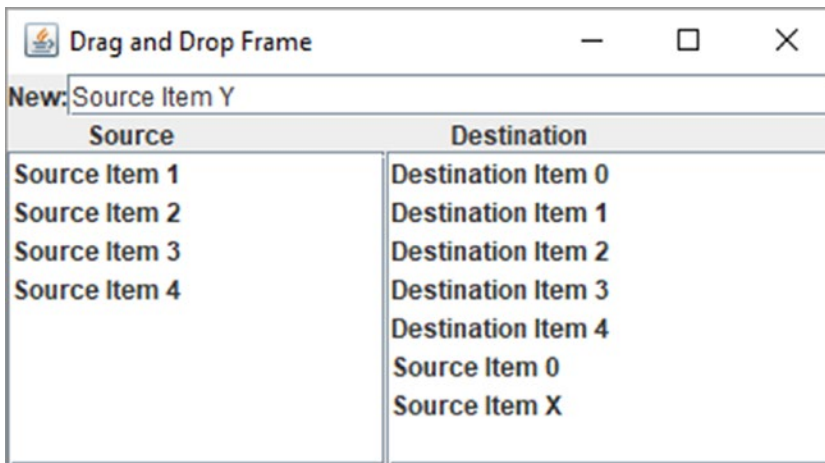 Drag and Drop Frame
New: Source Item Y
Source Destination
Source Item 1
Source Item 2
Source Item 3
Source Item 4
Destination Item 0
Destination Item 1
Destination Item 2
Destination Item 3
Destination Item 4
Source Item 0
Source Item X